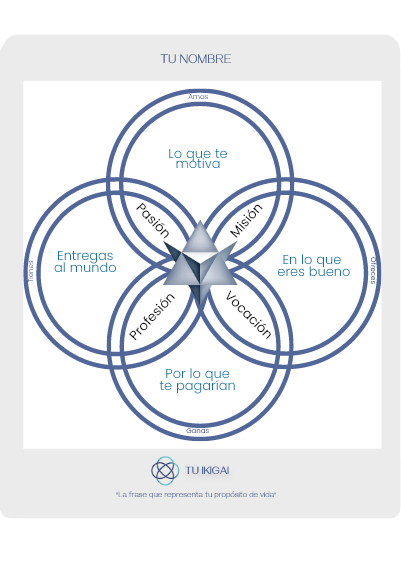 TU NOMBRE
Amas
Lo que te
motiva
Pasión
Misión
Tienes
Entregas
al mundo
En lo que
eres bueno
Ofreces
Profesión
Vocación
Por lo que
te pagarían
Ganas
TU IKIGAI
"La frase que representa tu propósito de vida"